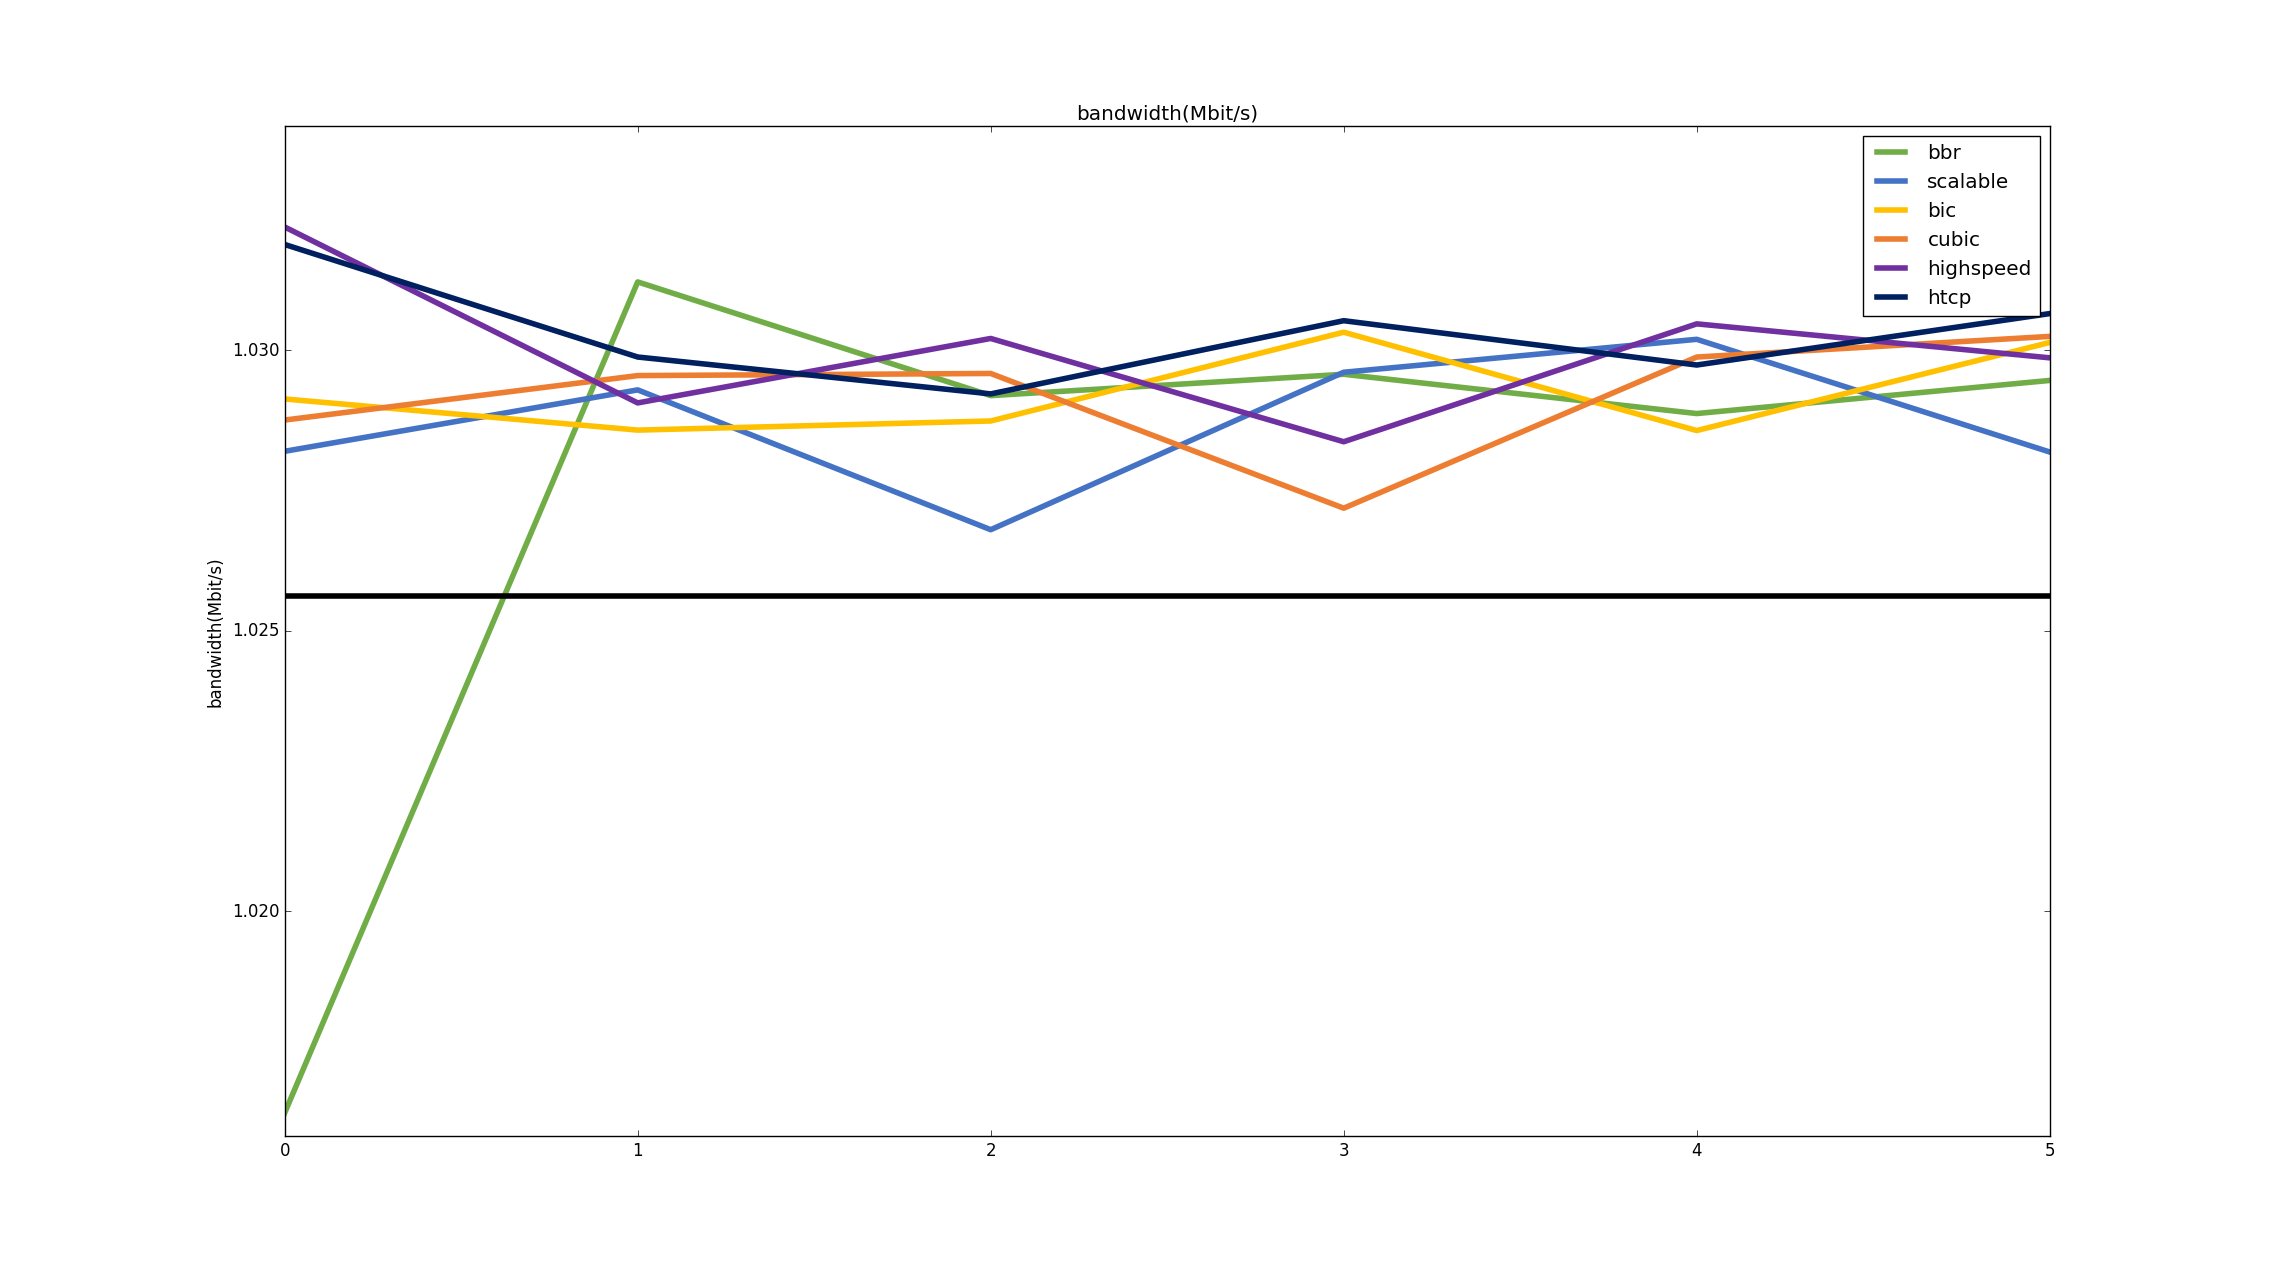 bandwidth(Mbit/s)
bbr
scalable
bic
cubic
highspeed
htcp
bandwidth(Mbit/s)
1.030
1.025
1.020
0 1 2 3 4 5